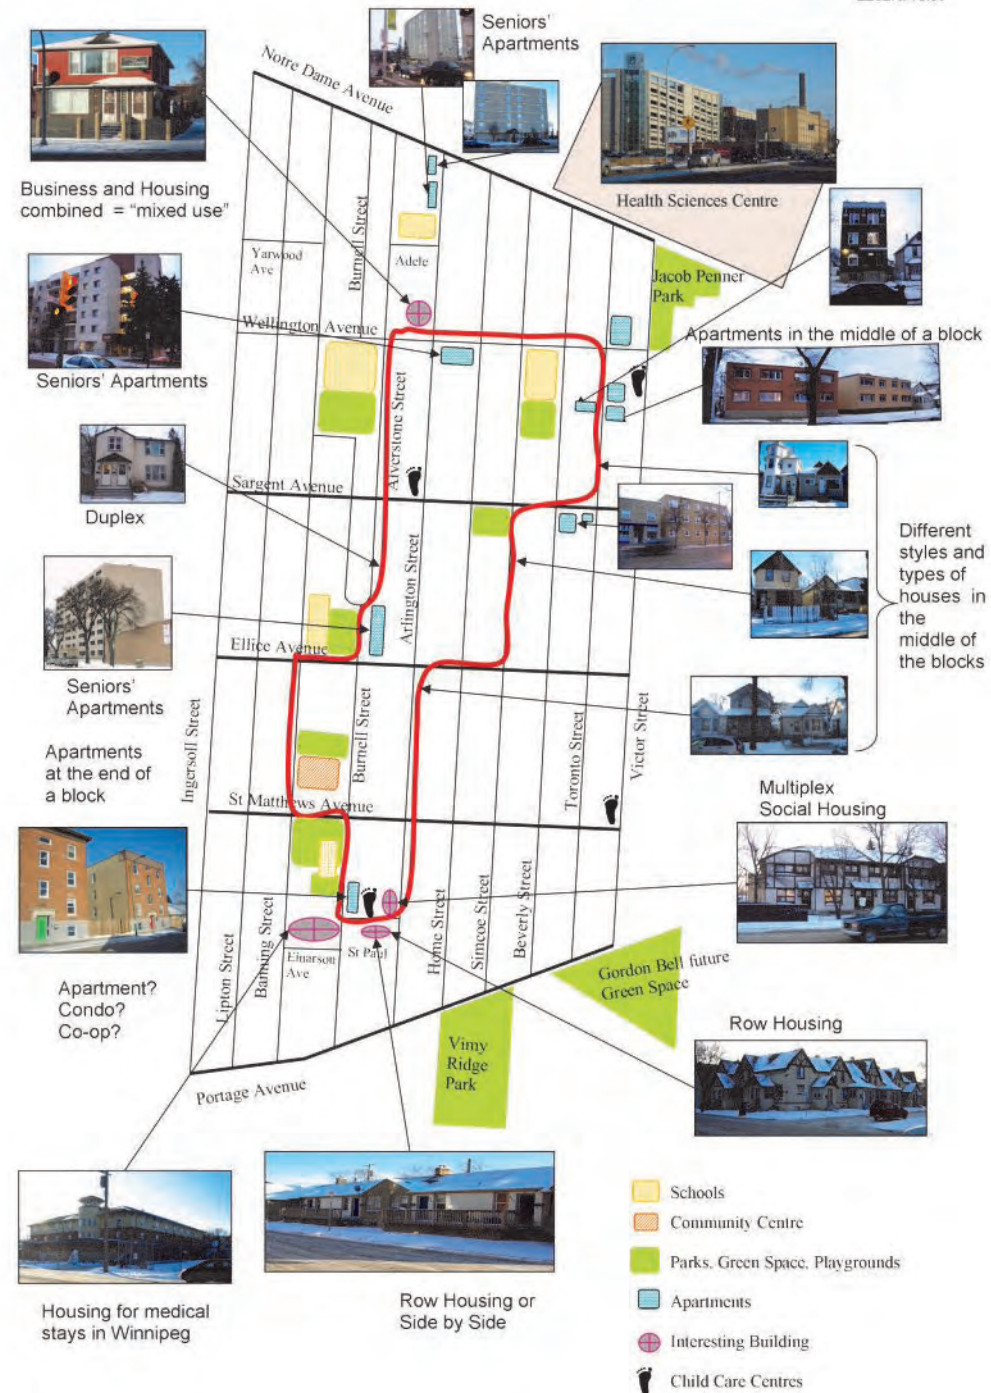 Seniors'
Apartments
Notre Dame Avenue
Business and Housing
combined = "mixed use"
Health Sciences Centre
Burnell Street
Yarwood
Ave
Adele
Jacob Penner
Park
Wellington Avenue
Apartments in the middle of a block
Seniors' Apartments
Alverstone Street
Sargent Avenue
Duplex
Different
styles and
types of
houses in
the
middle of
the blocks
Arlington Street
Ellice Avenue
Seniors'
Apartments
Ingersoll Street
Burnell Street
Toronto Street
Victor Street
Apartments
at the end of
a block
St Matthews Avenue
Multiplex
Social Housing
Lipton Street
Banning Street
Einarson
Ave
St Paul
Home Street
Simcoe Street
Beverly Street
Gordon Bell future
Green Space
Apartment?
Condo?
Co-op?
Row Housing
Vimy
Ridge
Park
Portage Avenue
Schools
Community Centre
Parks, Green Space, Playgrounds
Apartments
Interesting Building
Child Care Centres
Housing for medical
stays in Winnipeg
Row Housing or
Side by Side